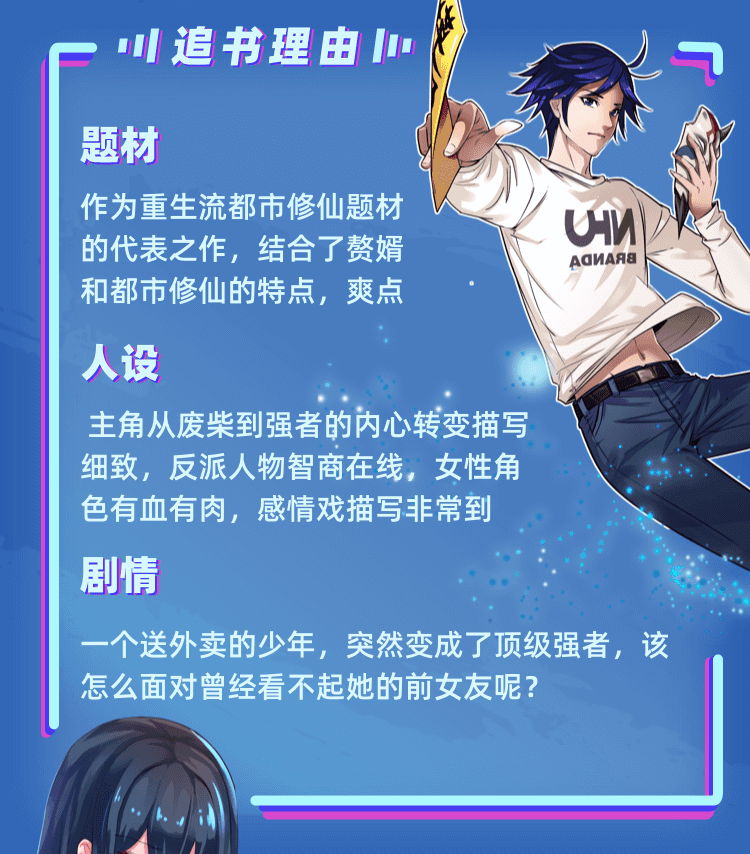 追书理由
题材
作为重生流都市修仙题材
的代表之作，结合了赘婿
和都市修仙的特点，爽点
人设
主角从废柴到强者的内心转变描写
细致，反派人物智商在线，女性角
色有血有肉，感情戏描写非常到
剧情
一个送外卖的少年，突然变成了顶级强者，该
怎么面对曾经看不起她的前女友呢？
NHU
BRANDA